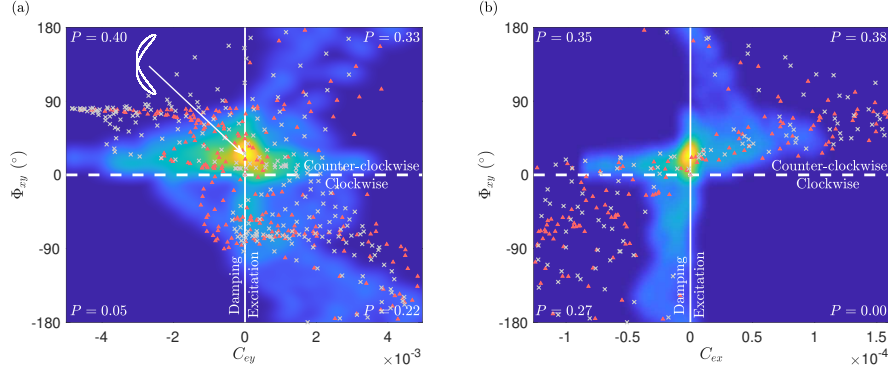 (a)
P = 0.40
P = 0.33
180
90
0
-90
-180
Φxy (°)
Counter-clockwise
Clockwise
Damping
Excitation
P = 0.05
P = 0.22
-4
-2
0
2
4
Cey
×10⁻³
(b)
P = 0.35
P = 0.38
180
90
0
-90
-180
Φxy (°)
Counter-clockwise
Clockwise
Damping
Excitation
P = 0.27
P = 0.00
-1
-0.5
0
0.5
1
1.5
Cex
×10⁻⁴